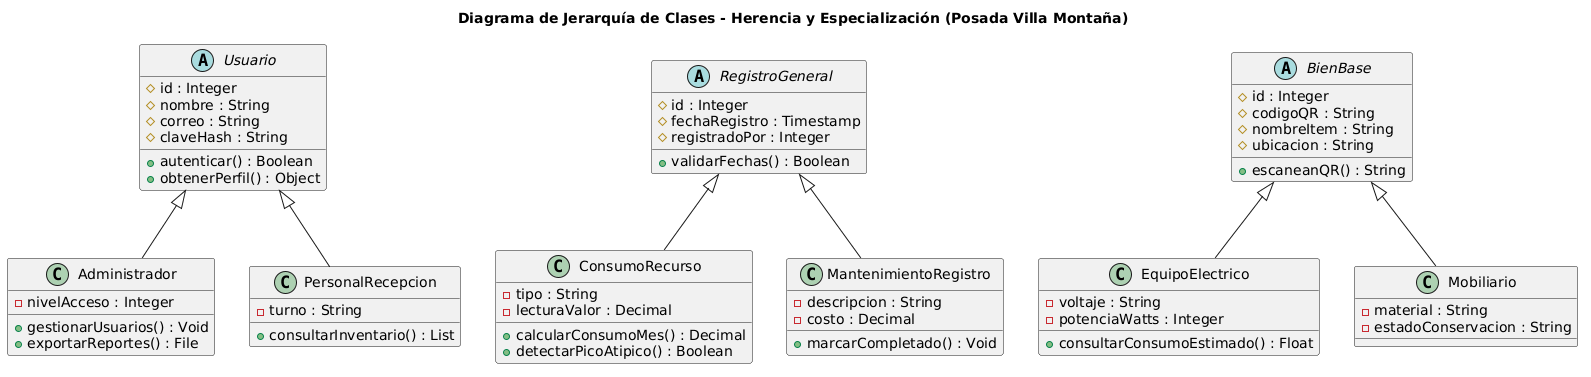 Diagrama de Jerarquía de Clases - Herencia y Especialización (Posada Villa Montaña)
A Usuario
id : Integer
nombre : String
correo : String
claveHash : String
autenticar() : Boolean
obtenerPerfil() : Object
A RegistroGeneral
id : Integer
fechaRegistro : Timestamp
registradoPor : Integer
validarFechas() : Boolean
A BienBase
id : Integer
codigoQR : String
nombreItem : String
ubicacion : String
escaneanQR() : String
C Administrador
nivelAcceso : Integer
gestionarUsuarios() : Void
exportarReportes() : File
C PersonalRecepcion
turno : String
consultarInventario() : List
C ConsumoRecurso
tipo : String
lecturaValor : Decimal
calcularConsumoMes() : Decimal
detectarPicoAtipico() : Boolean
C MantenimientoRegistro
descripcion : String
costo : Decimal
marcarCompletado() : Void
C EquipoElectrico
voltaje : String
potenciaWatts : Integer
consultarConsumoEstimado() : Float
C Mobiliario
material : String
estadoConservacion : String